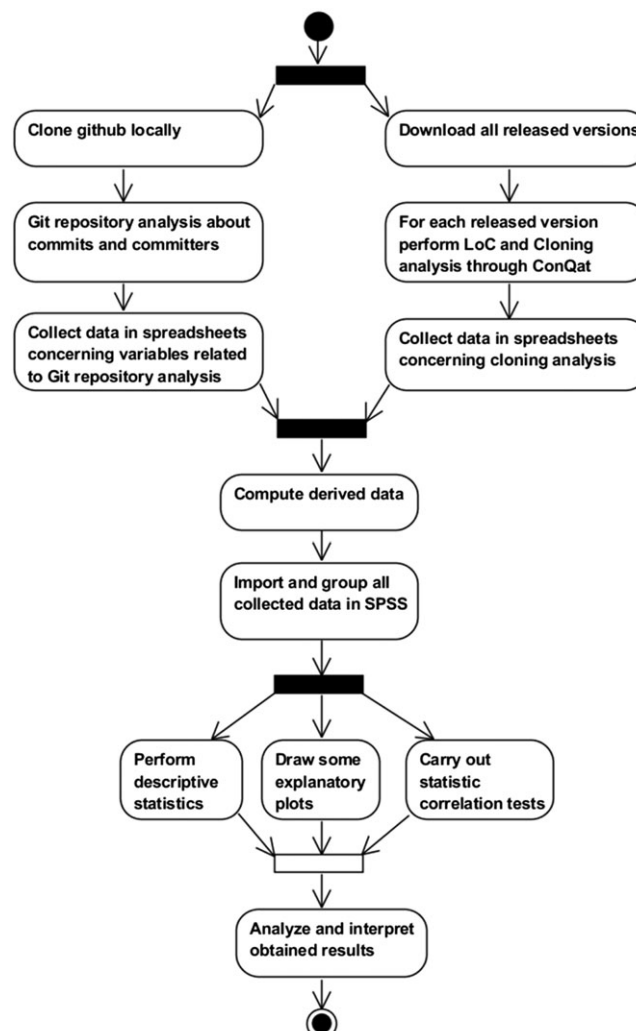 Clone github locally
Download all released versions
Git repository analysis about
commits and committers
For each released version
perform LoC and Cloning
analysis through ConQat
Collect data in spreadsheets
concerning variables related
to Git repository analysis
Collect data in spreadsheets
concerning cloning analysis
Compute derived data
Import and group all
collected data in SPSS
Perform
descriptive
statistics
Draw some
explanatory
plots
Carry out
statistic
correlation tests
Analyze and interpret
obtained results